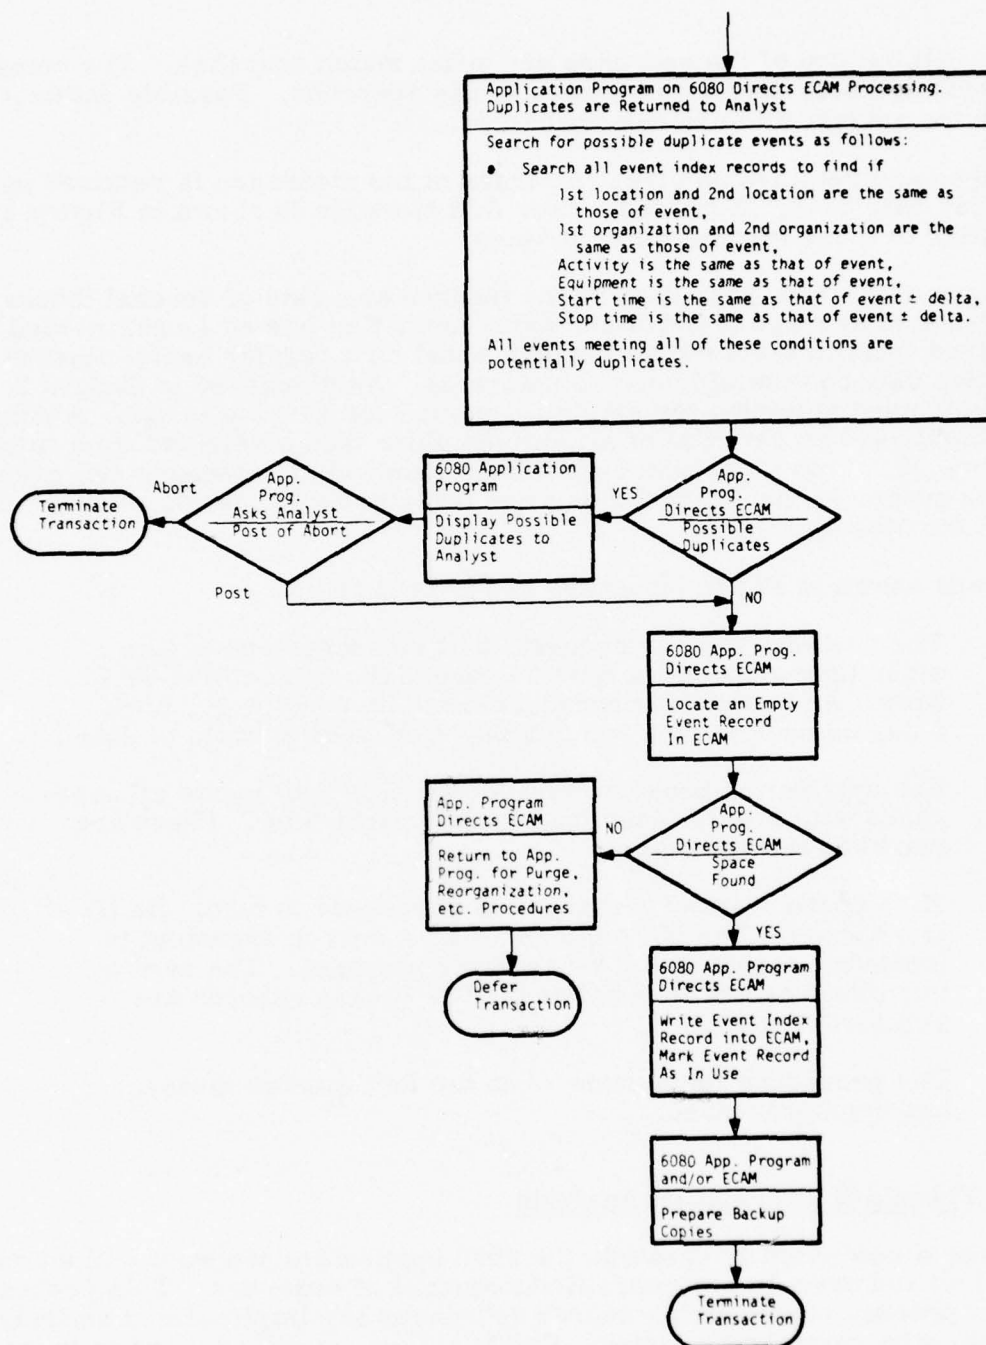 Application Program on 6080 Directs ECAM Processing.
Duplicates are Returned to Analyst
Search for possible duplicate events as follows:
• Search all event index records to find if
1st location and 2nd location are the same as
those of event,
1st organization and 2nd organization are the
same as those of event,
Activity is the same as that of event,
Equipment is the same as that of event,
Start time is the same as that of event ± delta,
Stop time is the same as that of event ± delta.
All events meeting all of these conditions are
potentially duplicates.
App.
Prog.
Directs ECAM
Possible
Duplicates
YES
NO
6080 Application
Program
Display Possible
Duplicates to
Analyst
App.
Prog.
Asks Analyst
Post of Abort
Abort
Post
Terminate
Transaction
6080 App. Prog.
Directs ECAM
Locate an Empty
Event Record
In ECAM
App.
Prog.
Directs ECAM
Space
Found
NO
YES
App. Program
Directs ECAM
Return to App.
Prog. for Purge,
Reorganization,
etc. Procedures
Defer
Transaction
6080 App. Program
Directs ECAM
Write Event Index
Record into ECAM,
Mark Event Record
As In Use
6080 App. Program
and/or ECAM
Prepare Backup
Copies
Terminate
Transaction